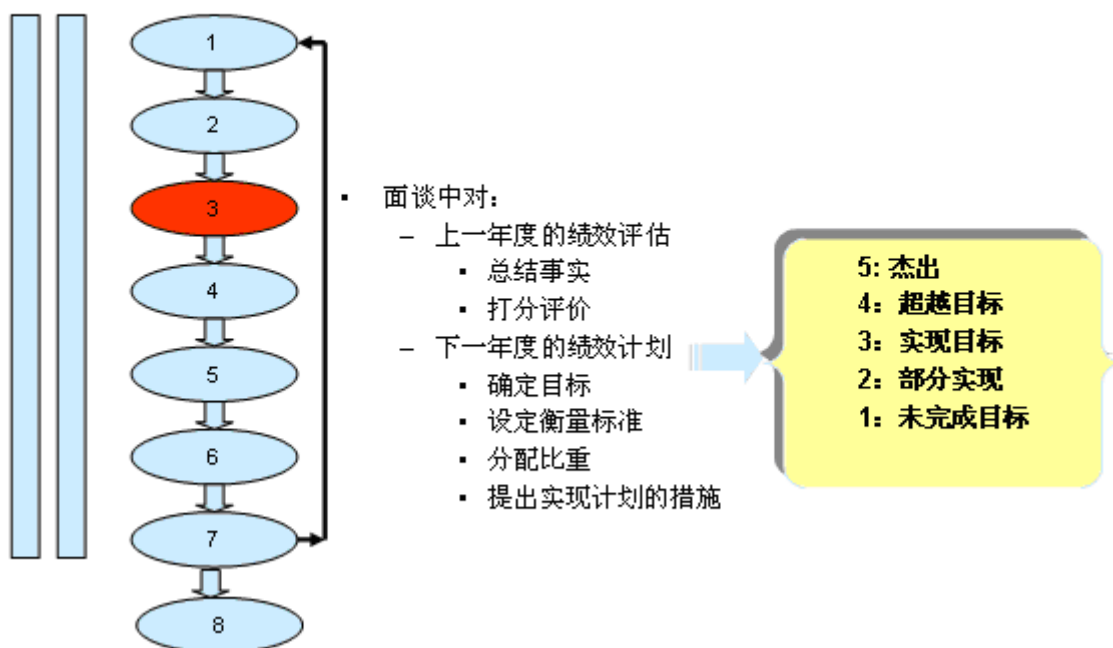 1
2
3
4
5
6
7
8
▪ 面谈中对：
– 上一年度的绩效评估
▪ 总结事实
▪ 打分评价
– 下一年度的绩效计划
▪ 确定目标
▪ 设定衡量标准
▪ 分配比重
▪ 提出实现计划的措施
5: 杰出
4：超越目标
3：实现目标
2：部分实现
1：未完成目标